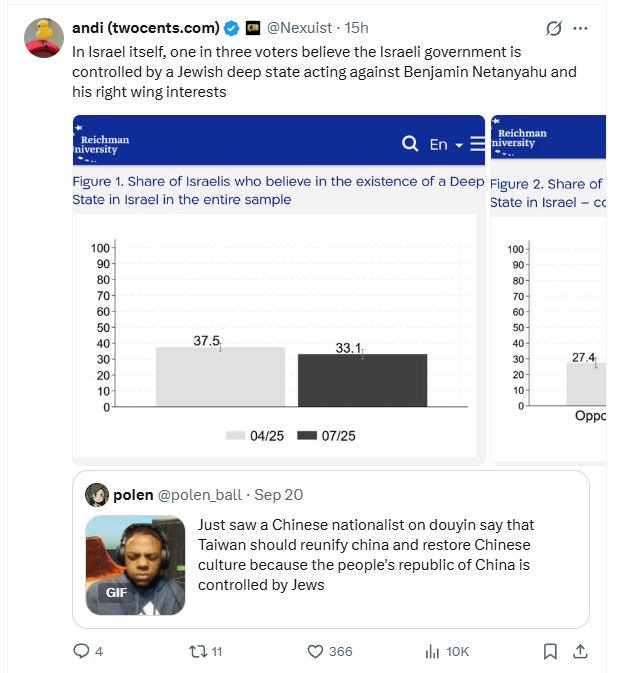 andi (twocents.com) @Nexuist · 15h
In Israel itself, one in three voters believe the Israeli government is
controlled by a Jewish deep state acting against Benjamin Netanyahu and
his right wing interests
Reichman
niversity
En
Figure 1. Share of Israelis who believe in the existence of a Deep
State in Israel in the entire sample
100
90
80
70
60
50
40
30
20
10
0
37.5
33.1
04/25
07/25
Reichman
niversity
Figure 2. Share of
State in Israel – co
100
90
80
70
60
50
40
30
20
10
0
27.4
Oppo
polen @polen_ball · Sep 20
Just saw a Chinese nationalist on douyin say that
Taiwan should reunify china and restore Chinese
culture because the people's republic of China is
controlled by Jews
GIF
4
11
366
10K